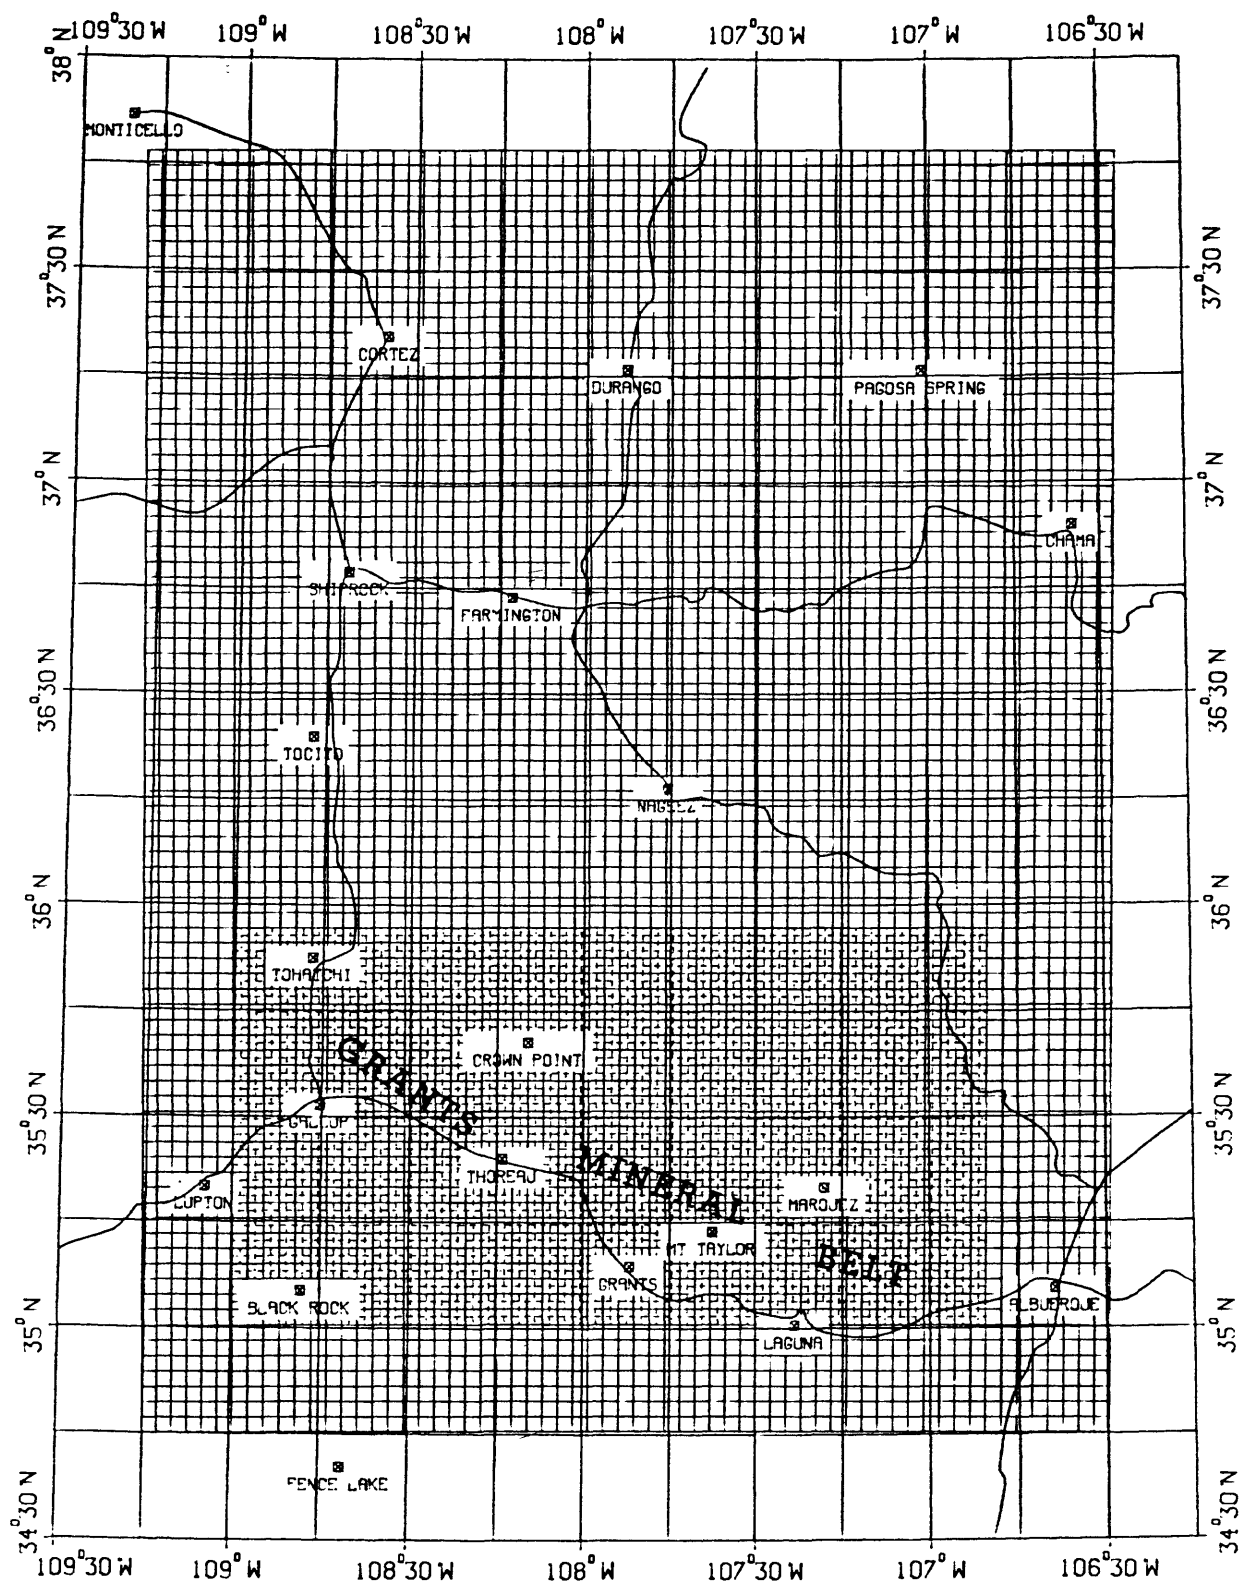 109°30 W 109° W 108°30 W 108° W 107°30 W 107° W 106°30 W
38° N
MONTICELLO
37°30 N
37°30 N
CORTEZ
DURANGO
PAGOSA SPRING
37° N
37° N
CHAMA
SHIPROCK
FARMINGTON
36°30 N
36°30 N
TOCITO
NAGEEZ
36° N
36° N
TOHATCHI
CROWN POINT
GRANTS
MINERAL
BELT
35°30 N
35°30 N
GALLUP
THOREAU
LUPTON
MARQUEZ
MT TAYLOR
GRANTS
BLACK ROCK
ALBUERQUE
35° N
35° N
LAGUNA
FENCE LAKE
34°30 N
34°30 N
109°30 W 109° W 108°30 W 108° W 107°30 W 107° W 106°30 W